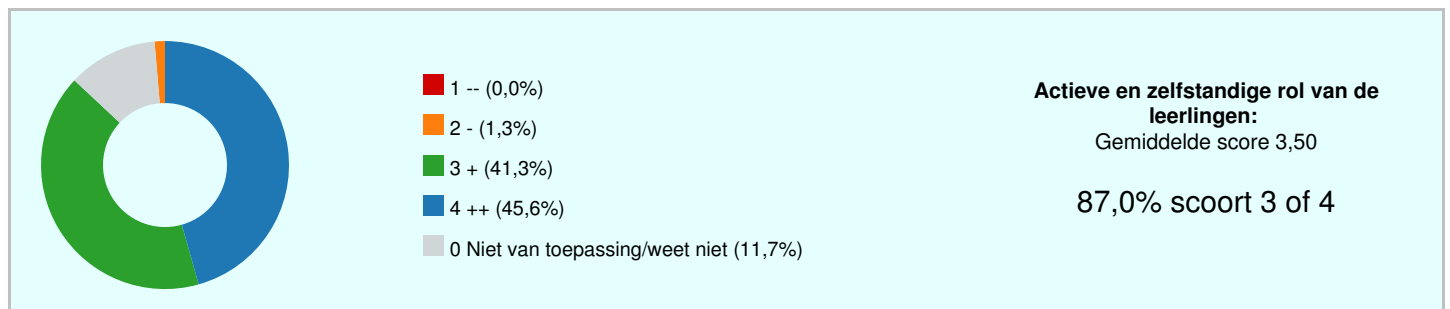 1 -- (0,0%)
2 - (1,3%)
3 + (41,3%)
4 ++ (45,6%)
0 Niet van toepassing/weet niet (11,7%)
Actieve en zelfstandige rol van de
leerlingen:
Gemiddelde score 3,50
87,0% scoort 3 of 4